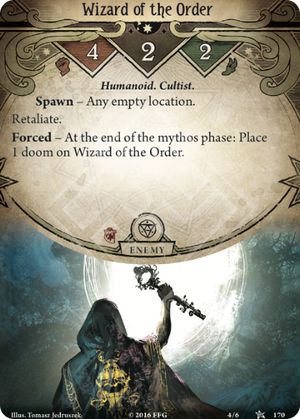 Wizard of the Order
4 2 2
Humanoid. Cultist.
Spawn – Any empty location.
Retaliate.
Forced – At the end of the mythos phase: Place
1 doom on Wizard of the Order.
ENEMY
Illus. Tomasz Jedruszek © 2016 FFG 4/6 170